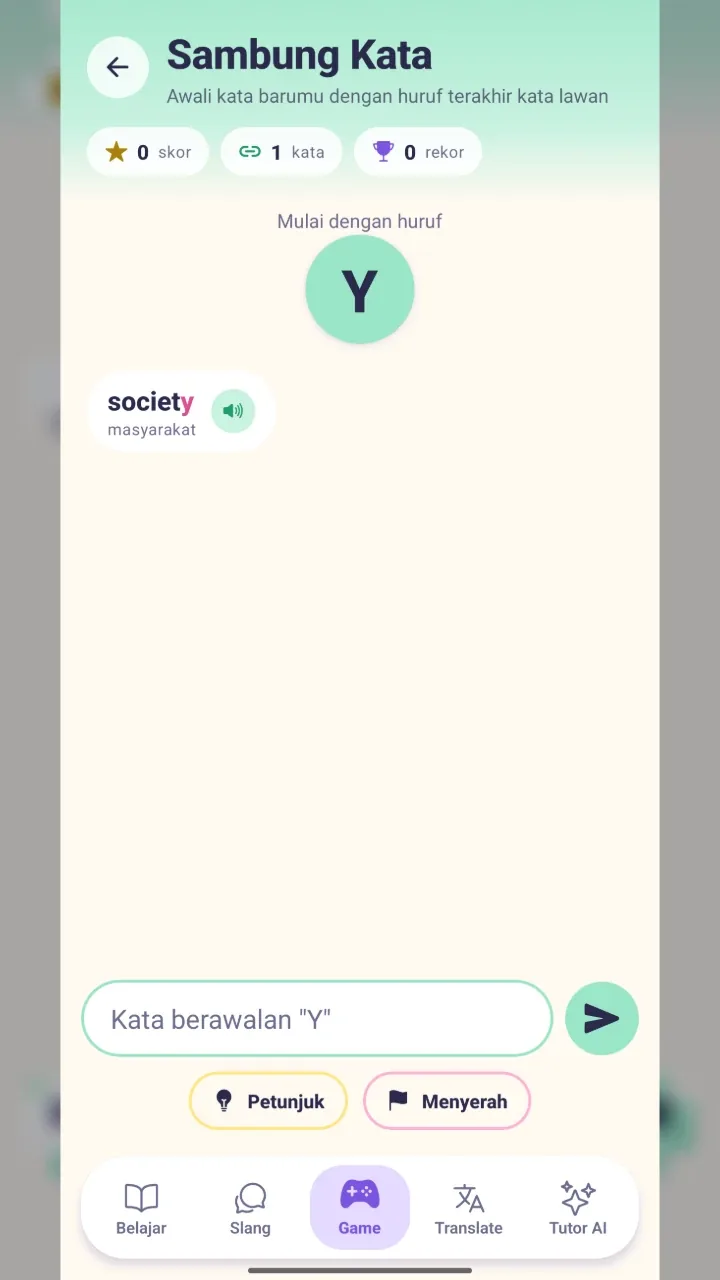 Sambung Kata
Awali kata barumu dengan huruf terakhir kata lawan
0 skor
1 kata
0 rekor
Mulai dengan huruf
Y
society
masyarakat
Kata berawalan "Y"
Petunjuk
Menyerah
Belajar
Slang
Game
Translate
Tutor AI